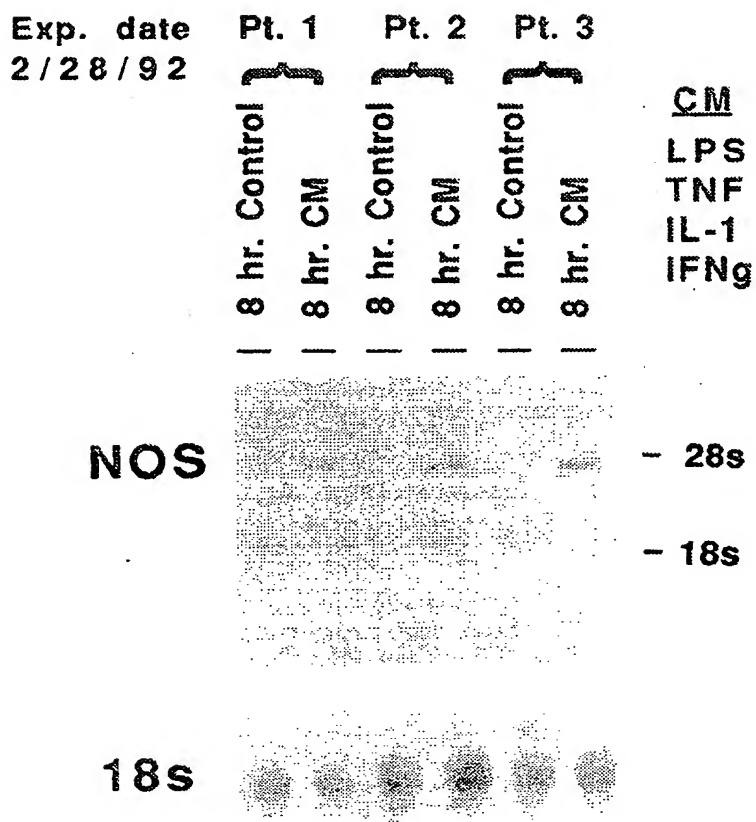 Exp. date
2/28/92
Pt. 1
Pt. 2
Pt. 3
8 hr. Control
8 hr. CM
8 hr. Control
8 hr. CM
8 hr. Control
8 hr. CM
CM
LPS
TNF
IL-1
IFNg
NOS
- 28s
- 18s
18s